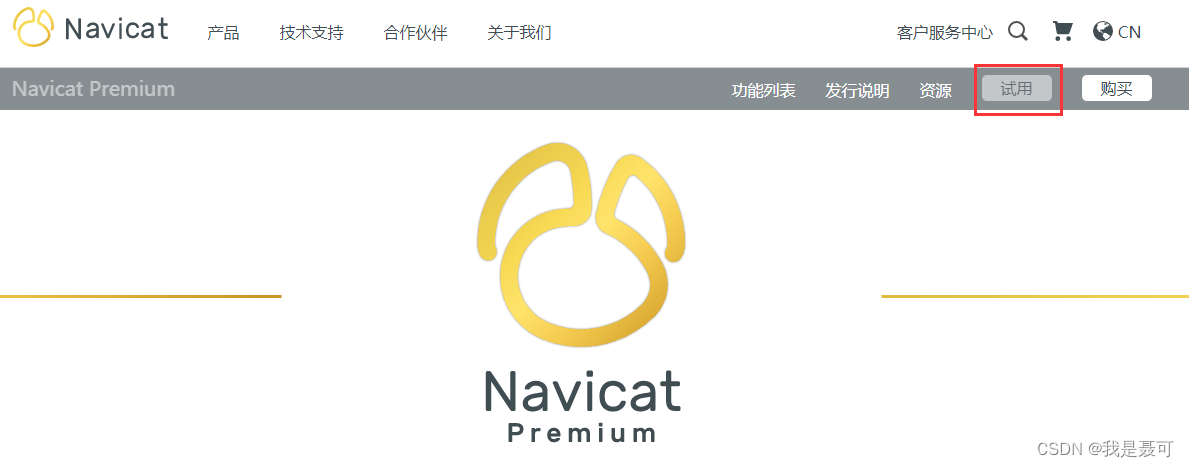 Navicat 产品 技术支持 合作伙伴 关于我们 客户服务中心 CN
Navicat Premium 功能列表 发行说明 资源 试用 购买
Navicat
Premium
CSDN @我是聂可